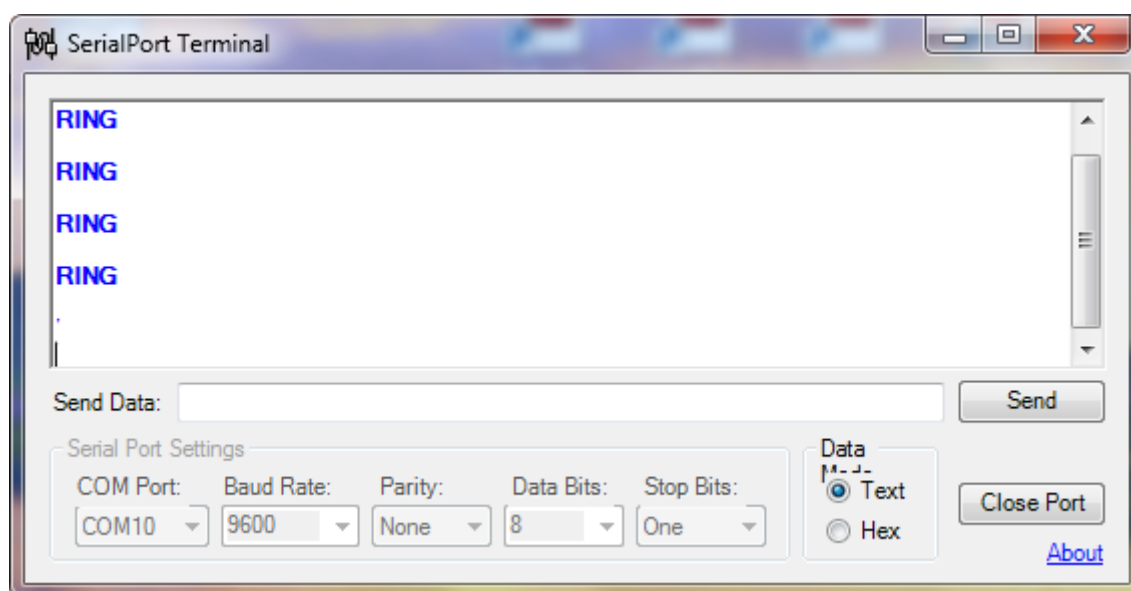 SerialPort Terminal
RING
RING
RING
RING
Send Data:
Send
Serial Port Settings
Data
COM Port: Baud Rate: Parity: Data Bits: Stop Bits:
COM10 9600 None 8 One
Text
Hex
Close Port
About